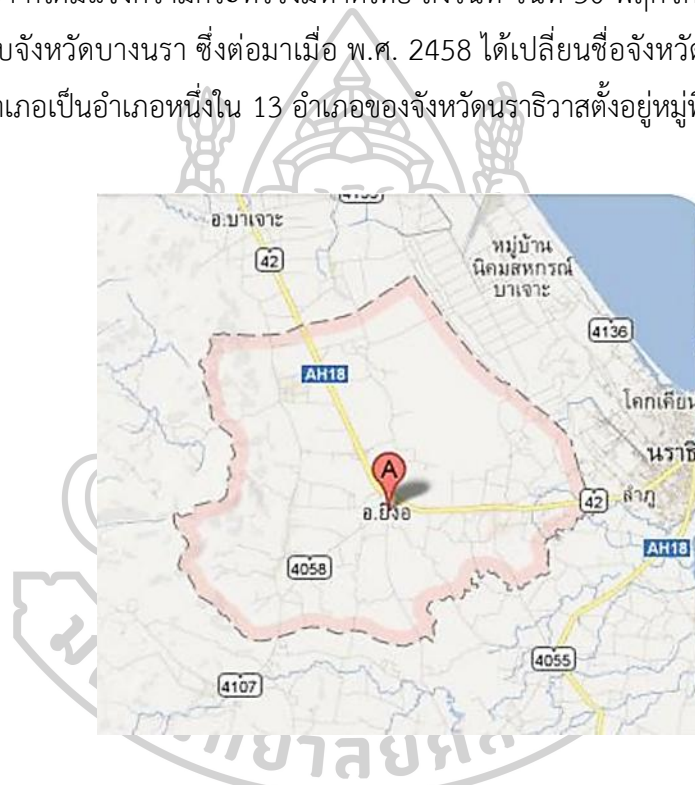 บจังหวัดบางนรา ซึ่งต่อมาเมื่อ พ.ศ. 2458 ได้เปลี่ยนชื่อจังหวัด
เภอเป็นอำเภอหนึ่งใน 13 อำเภอของจังหวัดนราธิวาสตั้งอยู่หมู่ที่
อ.บาเจาะ
42
หมู่บ้าน
นิคมสหกรณ์
บาเจาะ
4136
AH18
โคกเคียน
นราธิ
A
อ.ยี่งอ
42
ลำภู
AH18
4058
4055
4107